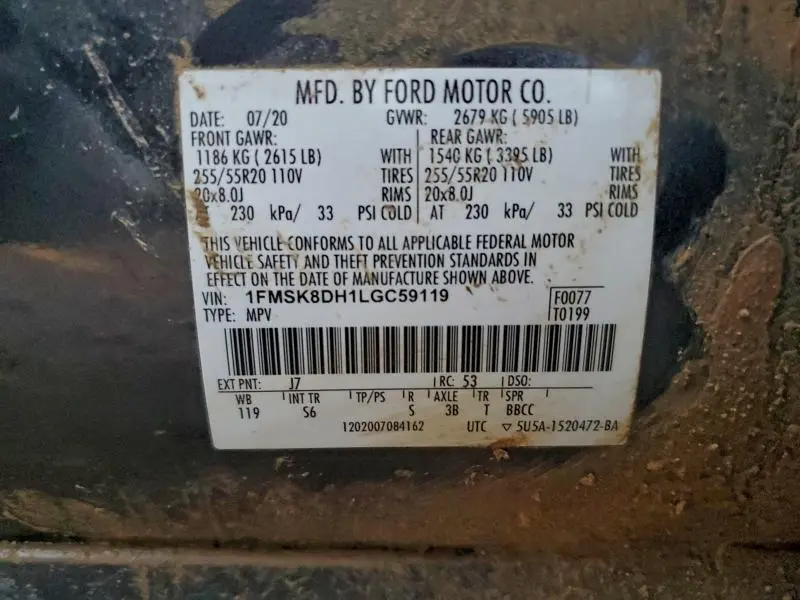 MFD. BY FORD MOTOR CO.
DATE: 07/20 GVWR: 2679 KG ( 5905 LB)
FRONT GAWR: REAR GAWR:
1186 KG ( 2615 LB) WITH 1540 KG ( 3395 LB) WITH
255/55R20 110V TIRES 255/55R20 110V TIRES
20x8.0J RIMS 20x8.0J RIMS
AT 230 kPa/ 33 PSI COLD AT 230 kPa/ 33 PSI COLD
THIS VEHICLE CONFORMS TO ALL APPLICABLE FEDERAL MOTOR
VEHICLE SAFETY AND THEFT PREVENTION STANDARDS IN
EFFECT ON THE DATE OF MANUFACTURE SHOWN ABOVE.
VIN: 1FMSK8DH1LGC59119 F0077
TYPE: MPV T0199
EXT PNT: J7 RC: 53 DSO:
WB INT TR TP/PS R AXLE TR SPR
119 S6 S 3B T BBCC
1202007084162 UTC ▽ 5U5A-1520472-BA